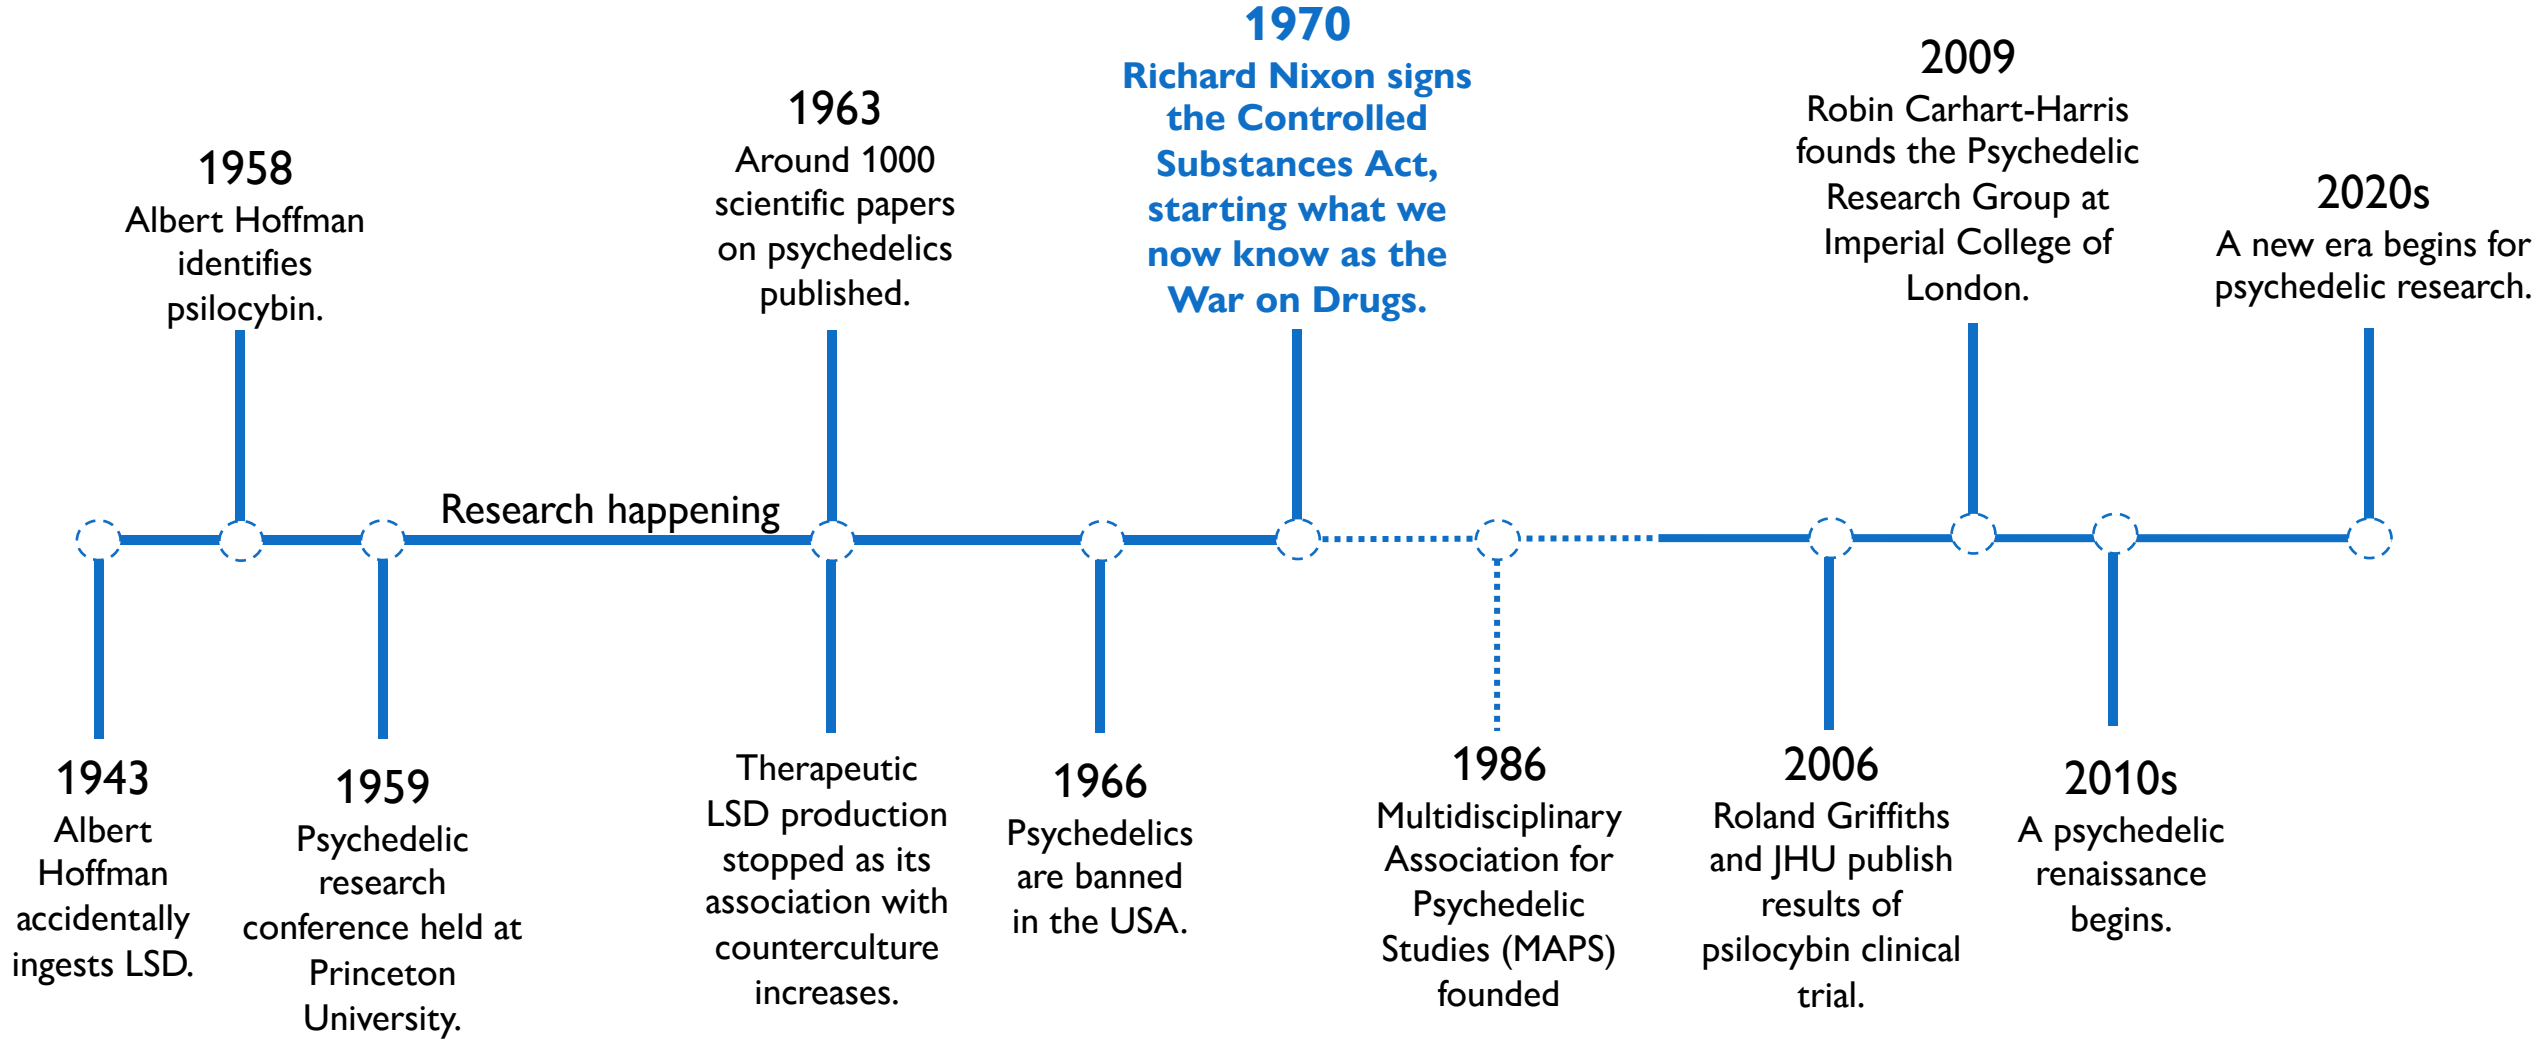 1943
Albert
Hoffman
accidentally
ingests LSD.
1958
Albert Hoffman
identifies
psilocybin.
1959
Psychedelic
research
conference held at
Princeton
University.
Research happening
1963
Around 1000
scientific papers
on psychedelics
published.
Therapeutic
LSD production
stopped as its
association with
counterculture
increases.
1966
Psychedelics
are banned
in the USA.
1970
Richard Nixon signs
the Controlled
Substances Act,
starting what we
now know as the
War on Drugs.
1986
Multidisciplinary
Association for
Psychedelic
Studies (MAPS)
founded
2006
Roland Griffiths
and JHU publish
results of
psilocybin clinical
trial.
2009
Robin Carhart-Harris
founds the Psychedelic
Research Group at
Imperial College of
London.
2010s
A psychedelic
renaissance
begins.
2020s
A new era begins for
psychedelic research.